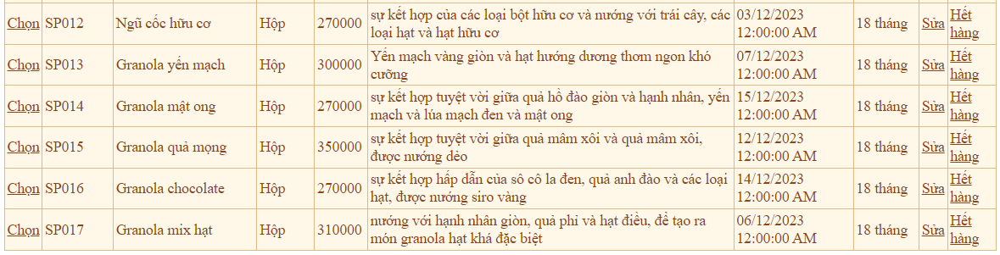 Chọn SP012 Ngũ cốc hữu cơ Hộp 270000 sự kết hợp của các loại bột hữu cơ và nướng với trái cây, các 03/12/2023 18 tháng Sửa Hết
loại hạt và hạt hữu cơ 12:00:00 AM hàng
Chọn SP013 Granola yến mạch Hộp 300000 Yến mạch vàng giòn và hạt hướng dương thơm ngon khó 07/12/2023 18 tháng Sửa Hết
cưỡng 12:00:00 AM hàng
Chọn SP014 Granola mật ong Hộp 270000 sự kết hợp tuyệt vời giữa quả hồ đào giòn và hạnh nhân, yến 15/12/2023 18 tháng Sửa Hết
mạch và lúa mạch đen và mật ong 12:00:00 AM hàng
Chọn SP015 Granola quả mọng Hộp 350000 sự kết hợp tuyệt vời giữa quả mâm xôi và quả mâm xôi, 12/12/2023 18 tháng Sửa Hết
được nướng dẻo 12:00:00 AM hàng
Chọn SP016 Granola chocolate Hộp 270000 sự kết hợp hấp dẫn của sô cô la đen, quả anh đào và các loại 14/12/2023 18 tháng Sửa Hết
hạt, được nướng siro vàng 12:00:00 AM hàng
Chọn SP017 Granola mix hạt Hộp 310000 nướng với hạnh nhân giòn, quả phỉ và hạt điều, để tạo ra 06/12/2023 18 tháng Sửa Hết
món granola hạt khá đặc biệt 12:00:00 AM hàng